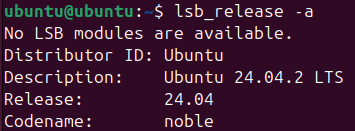 ubuntu@ubuntu:~$ lsb_release -a
No LSB modules are available.
Distributor ID: Ubuntu
Description:    Ubuntu 24.04.2 LTS
Release:        24.04
Codename:       noble